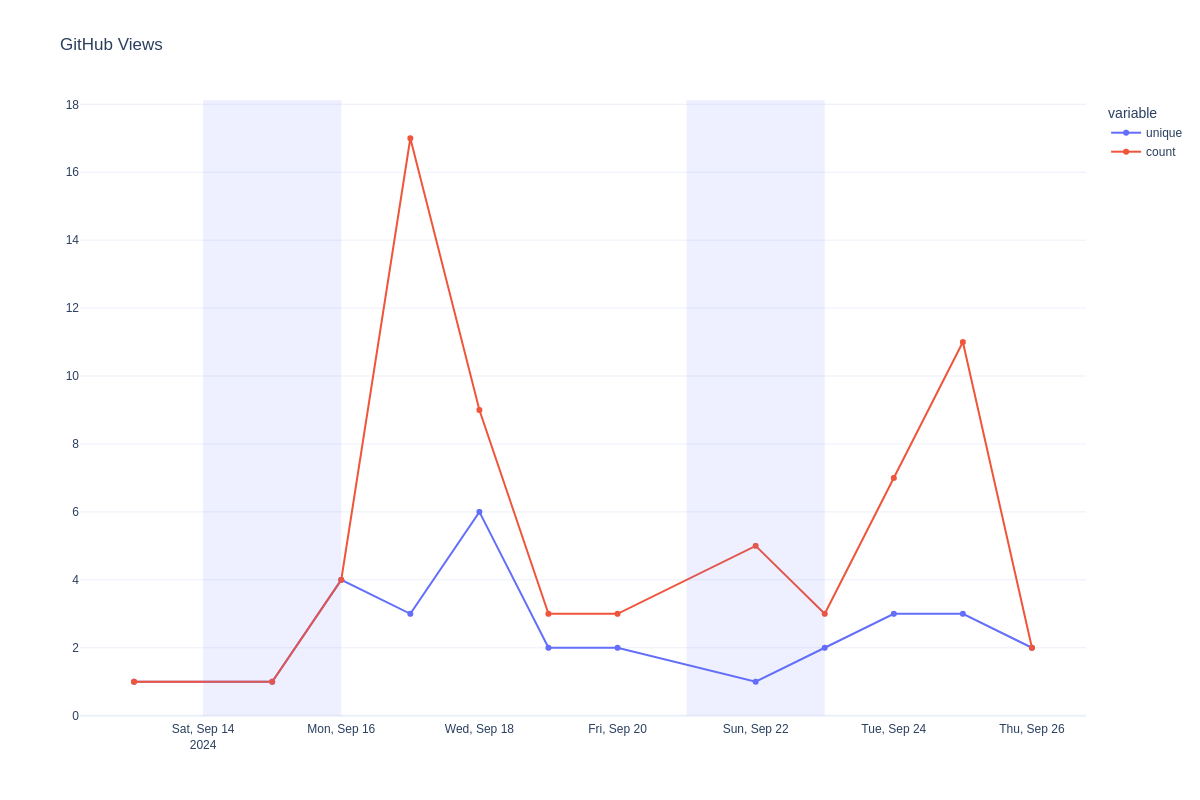 GitHub Views
18
16
14
12
10
8
6
4
2
0
Sat, Sep 14
2024
Mon, Sep 16
Wed, Sep 18
Fri, Sep 20
Sun, Sep 22
Tue, Sep 24
Thu, Sep 26
variable
unique
count